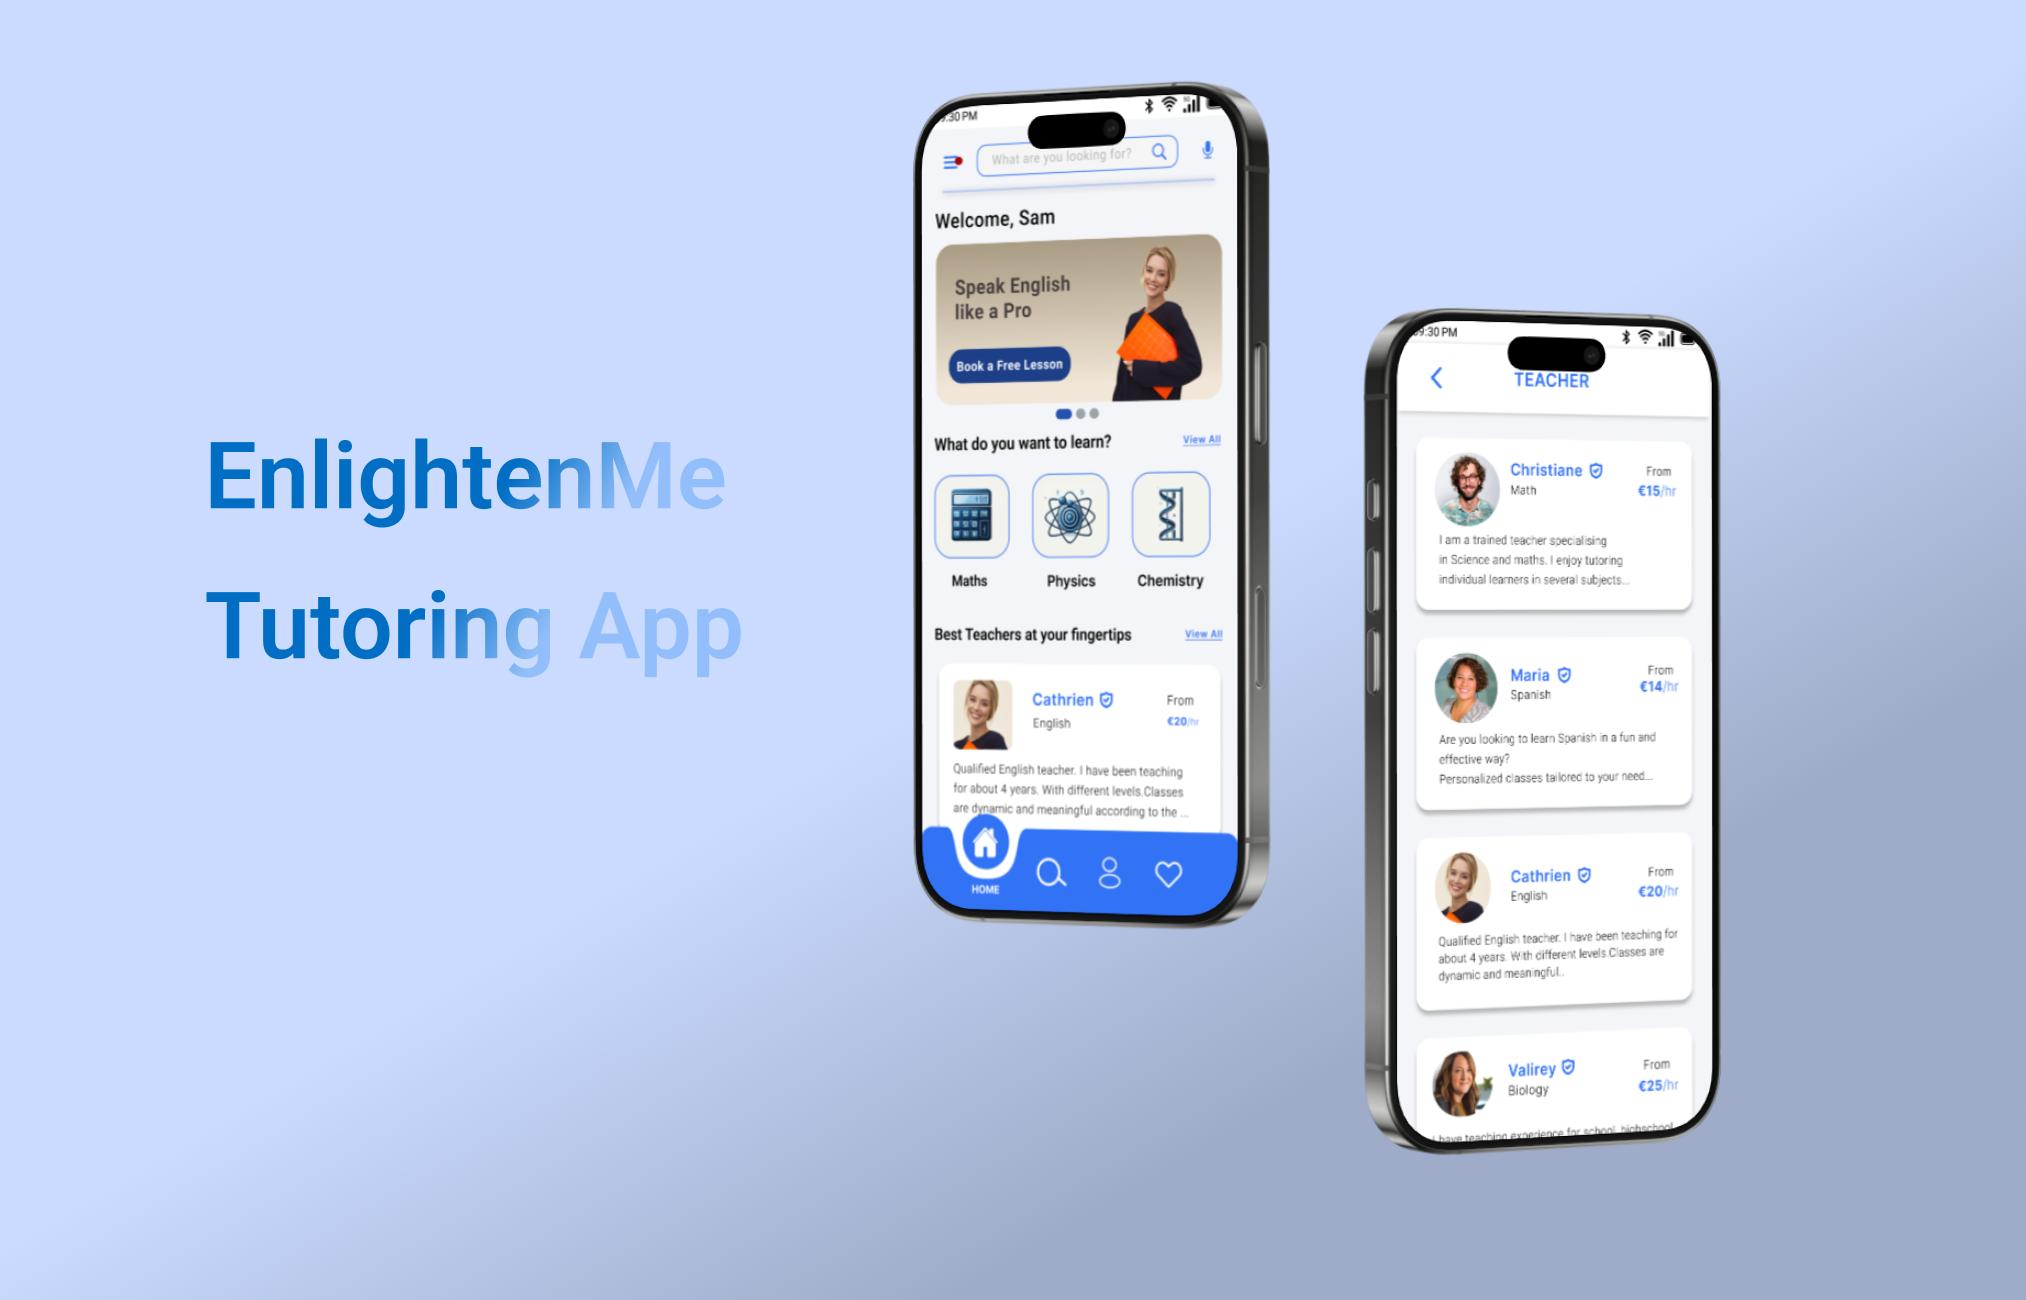 EnlightenMe
Tutoring App
9:30 PM
What are you looking for?
Welcome, Sam
Speak English
like a Pro
Book a Free Lesson
What do you want to learn?
View All
Maths
Physics
Chemistry
Best Teachers at your fingertips
View All
Cathrien
From
English
€20/hr
Qualified English teacher. I have been teaching
for about 4 years. With different levels.Classes
are dynamic and meaningful according to the ...
HOME
09:30 PM
TEACHER
Christiane
From
Math
€15/hr
I am a trained teacher specialising
in Science and maths. I enjoy tutoring
individual learners in several subjects...
Maria
From
Spanish
€14/hr
Are you looking to learn Spanish in a fun and
effective way?
Personalized classes tailored to your need...
Cathrien
From
English
€20/hr
Qualified English teacher. I have been teaching for
about 4 years. With different levels.Classes are
dynamic and meaningful..
Valirey
From
Biology
€25/hr
I have teaching experience for school, highschool